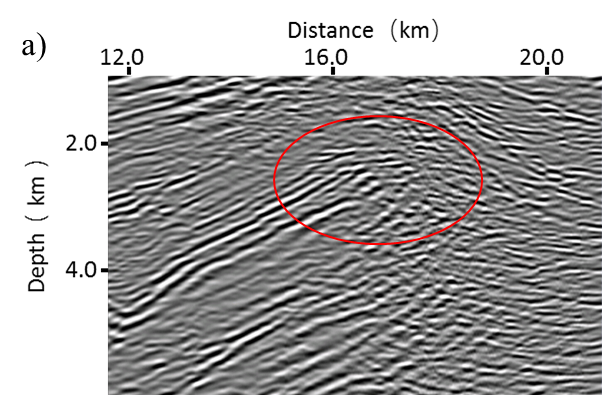 Distance （km）
a)
12.0 16.0 20.0
2.0
4.0
Depth（ km ）